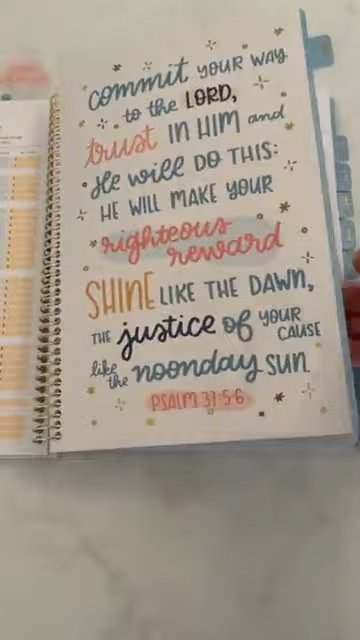 commit YOUR WAY
to the LORD,
trust IN HIM and
He will DO THIS:
HE WILL MAKE YOUR
righteous
reward
SHINE LIKE THE DAWN,
THE justice of YOUR CAUSE
like the noonday SUN
PSALM 37:5-6